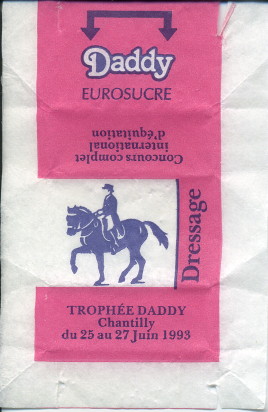 Daddy
EUROSUCRE
Concours complet
international
d'équitation
Dressage
TROPHÉE DADDY
Chantilly
du 25 au 27 Juin 1993